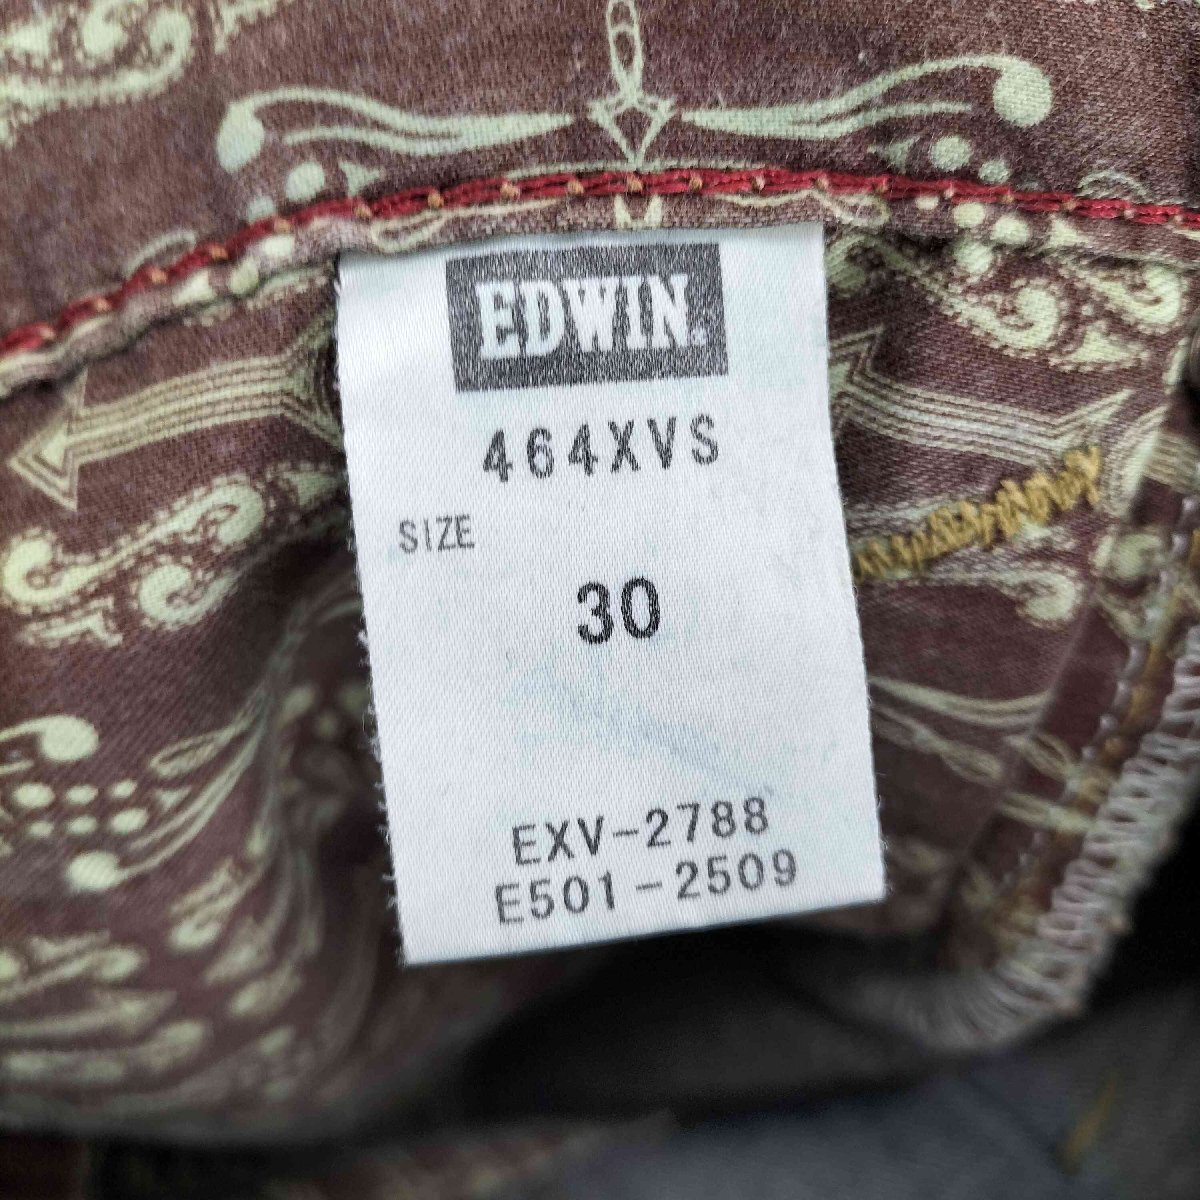 EDWIN.
464XVS
SIZE
30
EXV-2788
E501-2509